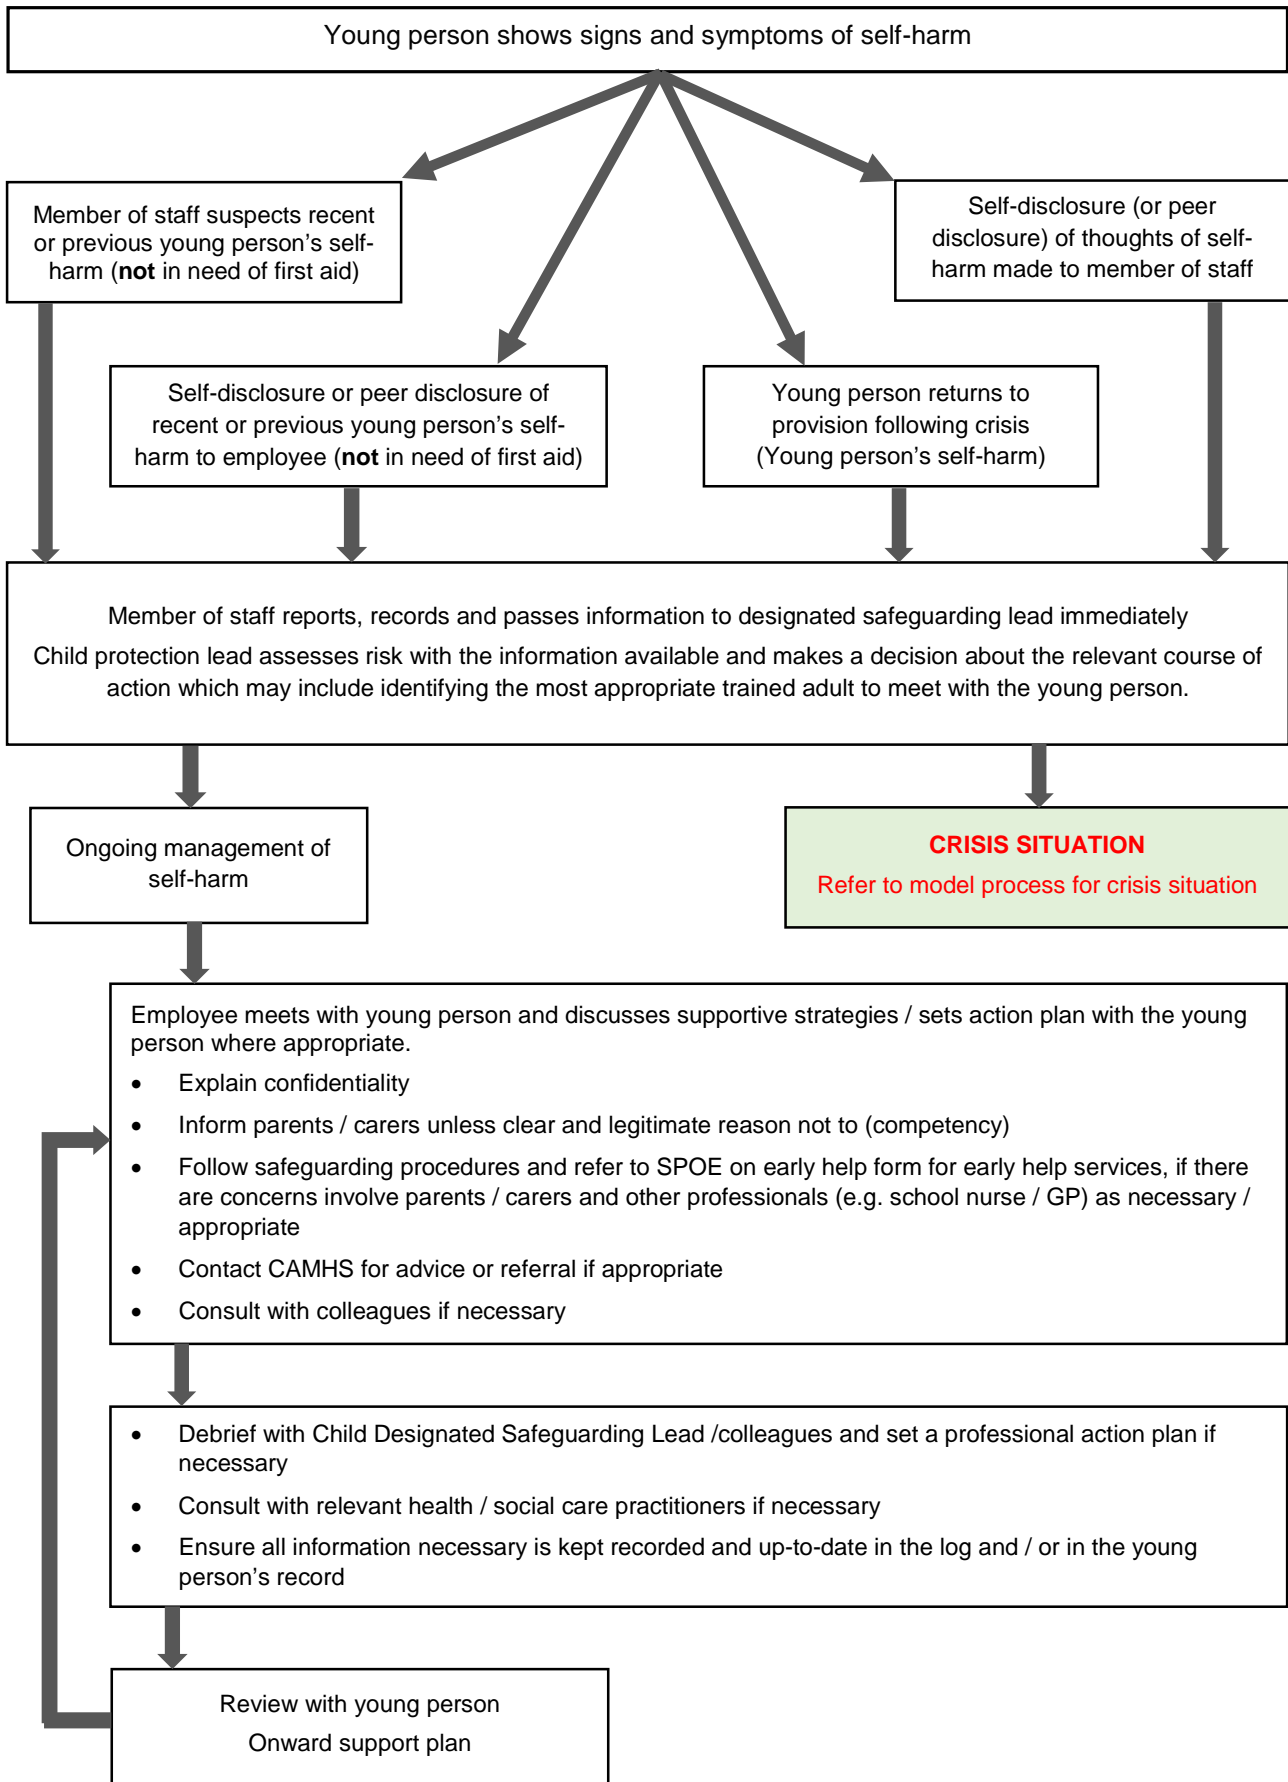 Young person shows signs and symptoms of self-harm
Member of staff suspects recent
or previous young person's self-
harm (not in need of first aid)
Self-disclosure (or peer
disclosure) of thoughts of self-
harm made to member of staff
Self-disclosure or peer disclosure of
recent or previous young person's self-
harm to employee (not in need of first aid)
Young person returns to
provision following crisis
(Young person's self-harm)
Member of staff reports, records and passes information to designated safeguarding lead immediately
Child protection lead assesses risk with the information available and makes a decision about the relevant course of
action which may include identifying the most appropriate trained adult to meet with the young person.
Ongoing management of
self-harm
CRISIS SITUATION
Refer to model process for crisis situation
Employee meets with young person and discusses supportive strategies / sets action plan with the young
person where appropriate.
• Explain confidentiality
• Inform parents / carers unless clear and legitimate reason not to (competency)
• Follow safeguarding procedures and refer to SPOE on early help form for early help services, if there
are concerns involve parents / carers and other professionals (e.g. school nurse / GP) as necessary /
appropriate
• Contact CAMHS for advice or referral if appropriate
• Consult with colleagues if necessary
• Debrief with Child Designated Safeguarding Lead /colleagues and set a professional action plan if
necessary
• Consult with relevant health / social care practitioners if necessary
• Ensure all information necessary is kept recorded and up-to-date in the log and / or in the young
person's record
Review with young person
Onward support plan